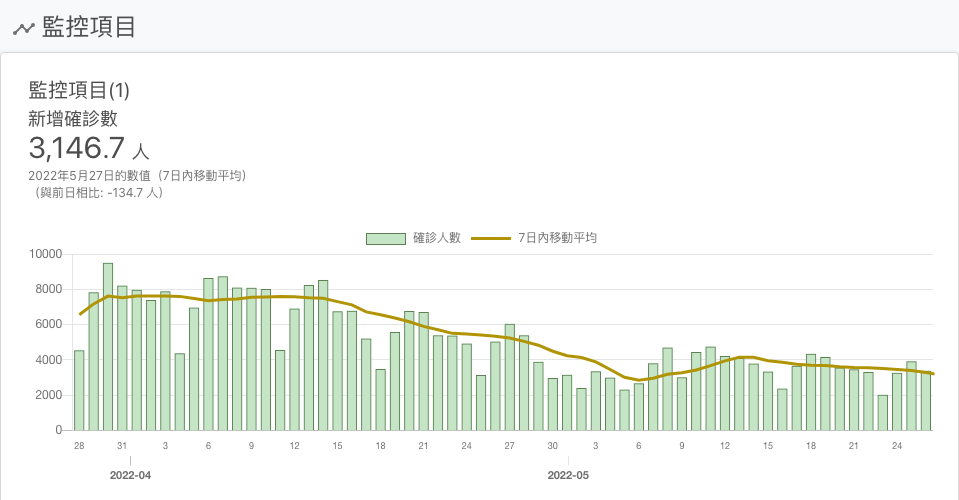 監控項目
監控項目(1)
新增確診數
3,146.7 人
2022年5月27日的數值（7日內移動平均）
（與前日相比: -134.7 人）
確診人數 7日內移動平均
10000
8000
6000
4000
2000
0
28 31 3 6 9 12 15 18 21 24 27 30 3 6 9 12 15 18 21 24
2022-04 2022-05